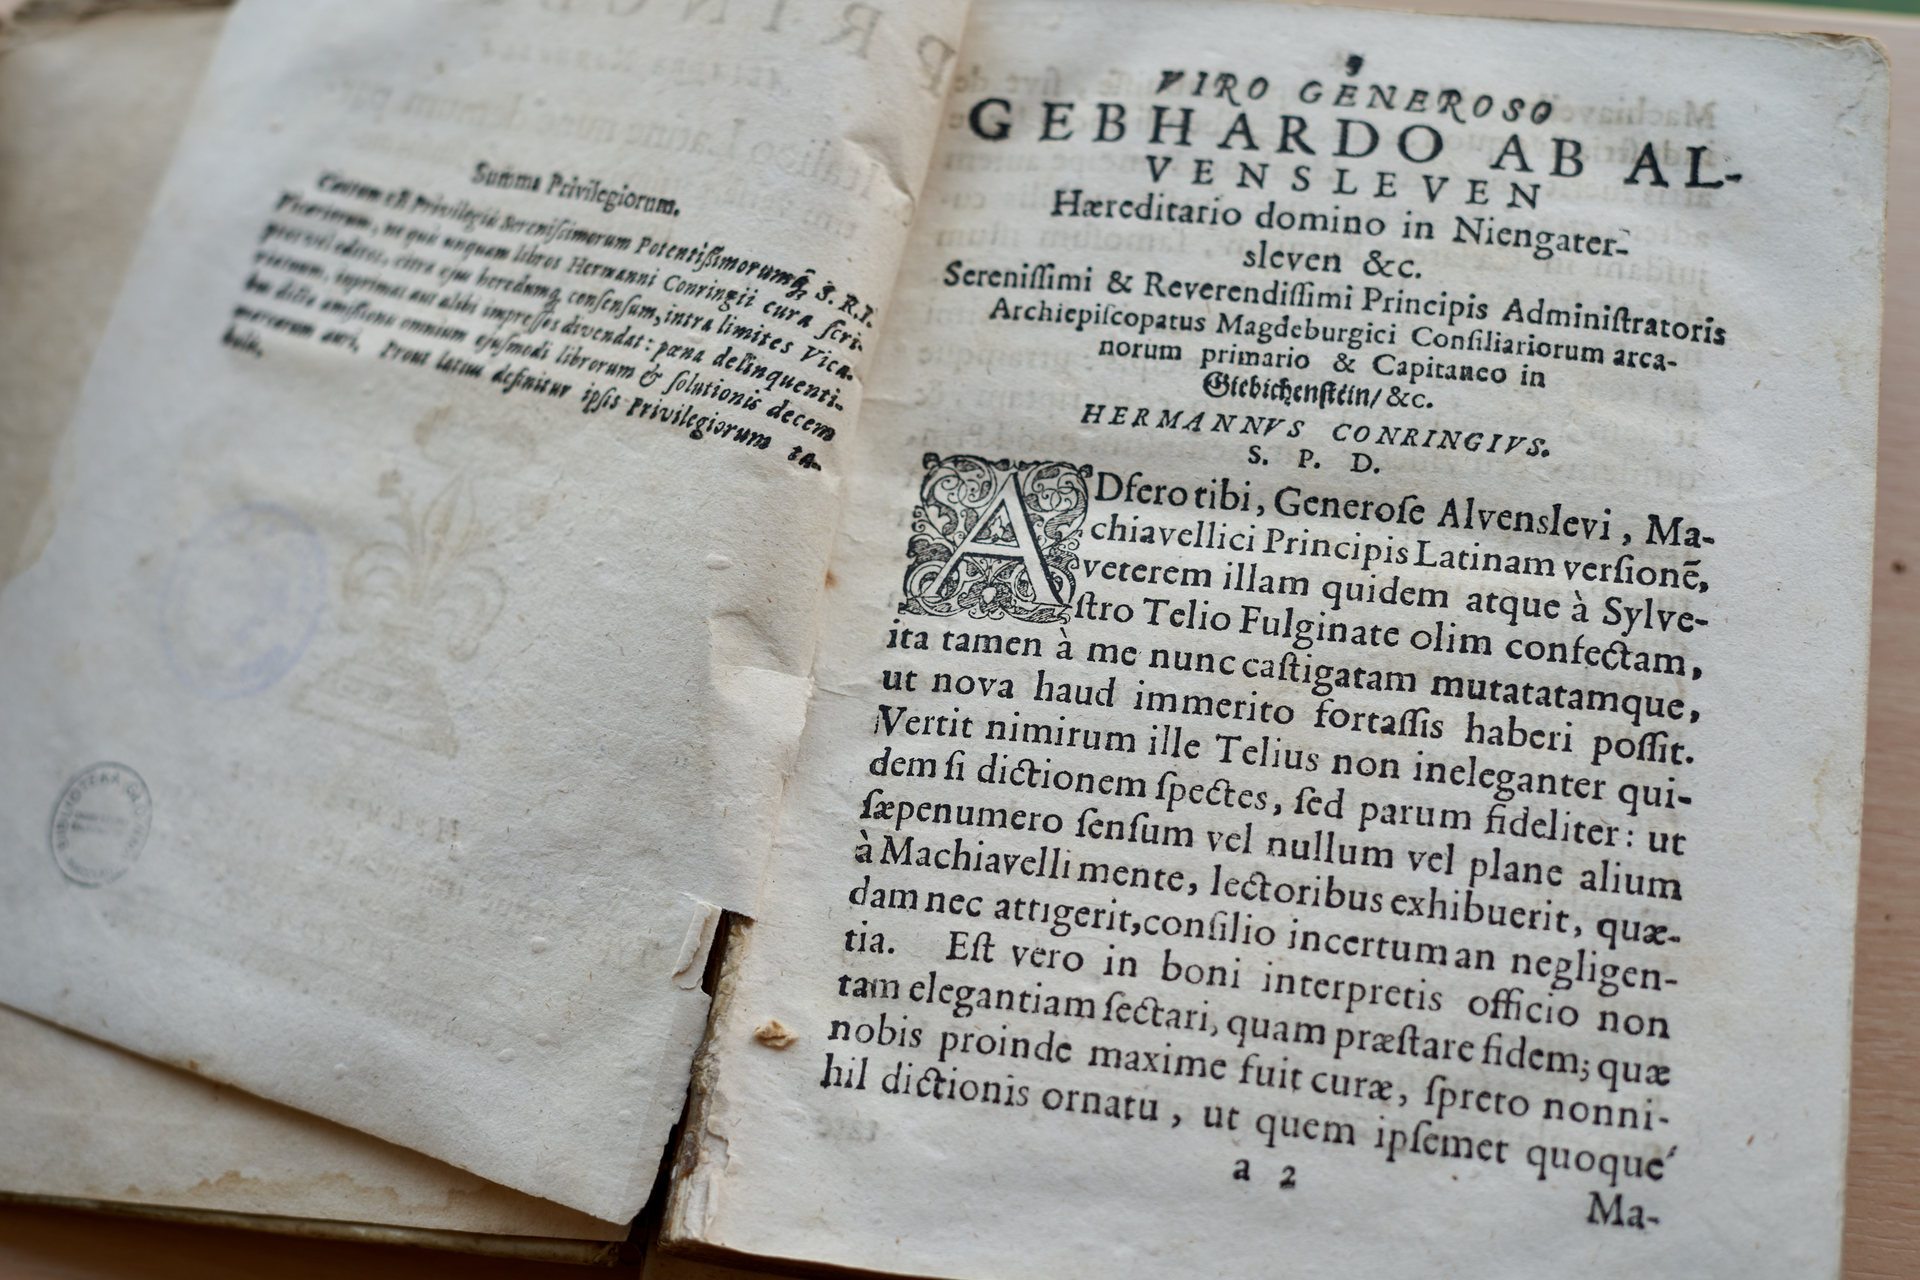 Summa Privilegiorum.
Cautum est Privilegiis Serenissimorum Potentissimorumq́; S. R. I.
Vicariorum, ne quis unquam libros Hermanni Conringii cura scri-
ptos vel editos, citra ejus heredumq́; consensum, intra limites Vica-
riatuum, imprimat aut alibi impressos divendat: pœna delinquenti-
bus dicta amissionis omnium ejusmodi librorum & solutionis decem
marcarum auri. Prout latius definitur ipsis Privilegiorum ta-
bulis.
VIRO GENEROSO
GEBHARDO AB AL-
VENSLEVEN
Hæreditario domino in Niengater-
sleven &c.
Sereniſſimi & Reverendiſſimi Principis Adminiſtratoris
Archiepiſcopatus Magdeburgici Conſiliariorum arca-
norum primario & Capitaneo in
Giebichenſtein/ &c.
HERMANNVS CONRINGIVS.
S. P. D.
ADfero tibi, Generoſe Alvenslevi, Ma-
chiavellici Principis Latinam verſionē,
veterem illam quidem atque à Sylve-
ſtro Telio Fulginate olim confectam,
ita tamen à me nunc caſtigatam mutatatamque,
ut nova haud immerito fortaſſis haberi poſſit.
Vertit nimirum ille Telius non ineleganter qui-
dem ſi dictionem ſpectes, ſed parum fideliter: ut
ſæpenumero ſenſum vel nullum vel plane alium
à Machiavelli mente, lectoribus exhibuerit, quæ-
dam nec attigerit, conſilio incertum an negligen-
tia. Eſt vero in boni interpretis officio non
tam elegantiam ſectari, quam præſtare fidem; quæ
nobis proinde maxime fuit curæ, ſpreto nonni-
hil dictionis ornatu, ut quem ipſemet quoque
a 2
Ma-